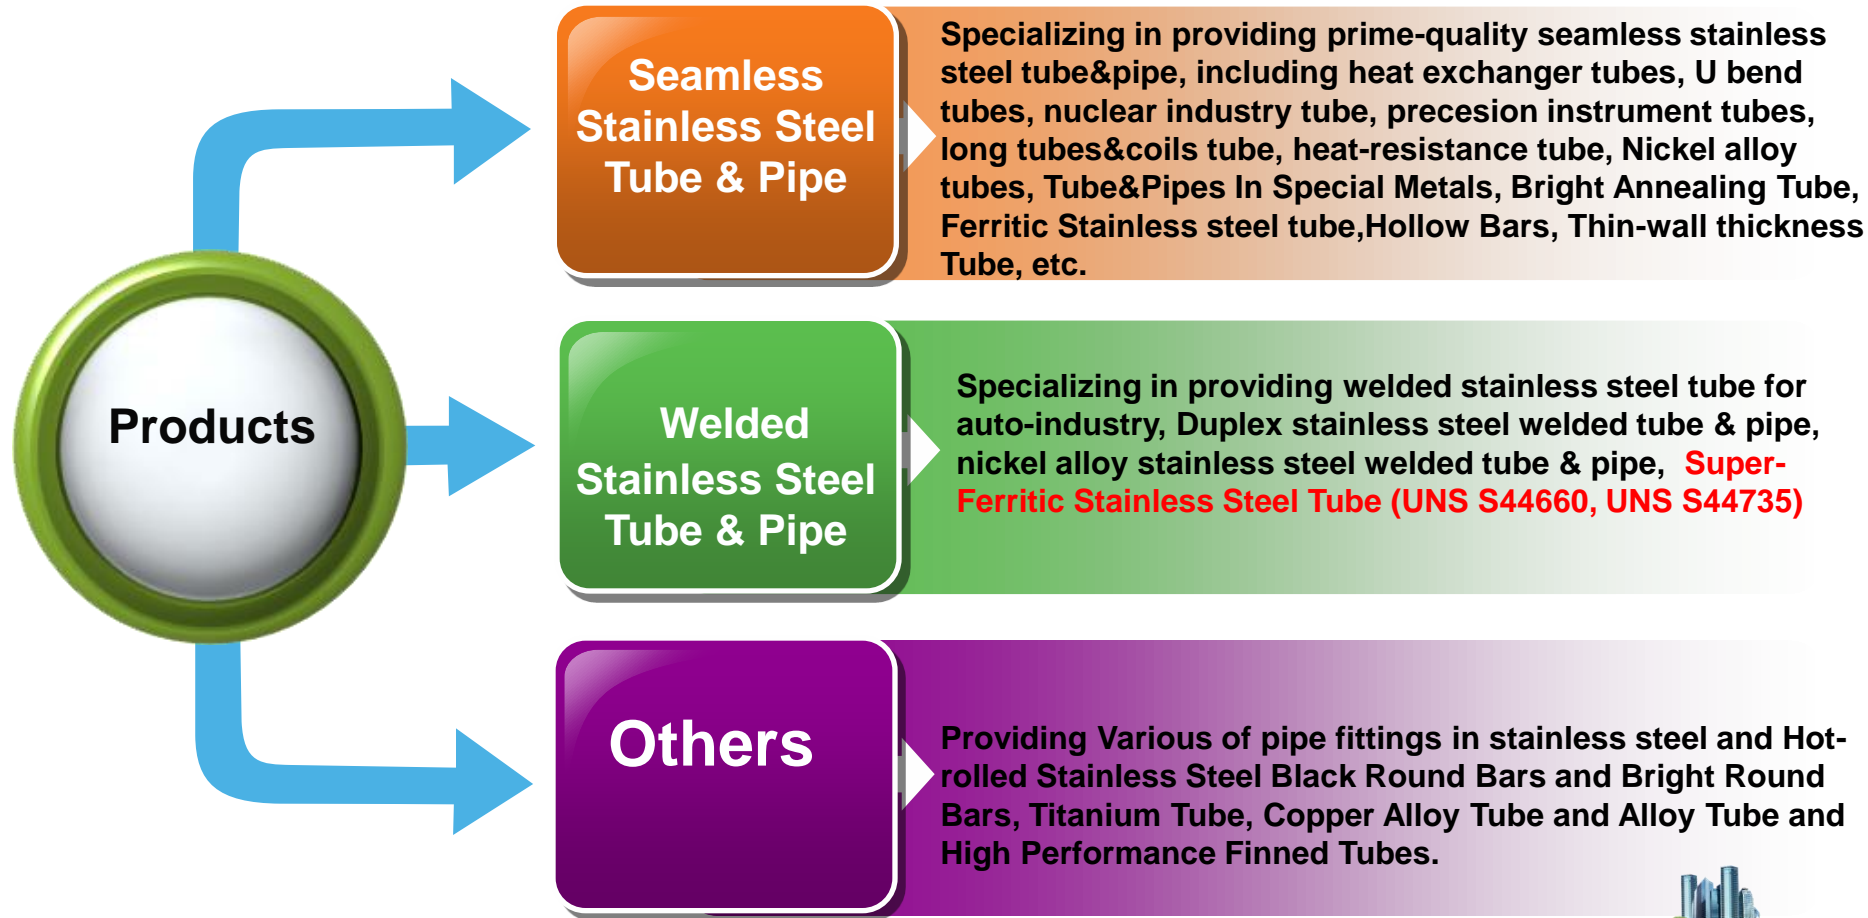 Products
Seamless
Stainless Steel
Tube & Pipe
Specializing in providing prime-quality seamless stainless
steel tube&pipe, including heat exchanger tubes, U bend
tubes, nuclear industry tube, precesion instrument tubes,
long tubes&coils tube, heat-resistance tube, Nickel alloy
tubes, Tube&Pipes In Special Metals, Bright Annealing Tube,
Ferritic Stainless steel tube,Hollow Bars, Thin-wall thickness
Tube, etc.
Welded
Stainless Steel
Tube & Pipe
Specializing in providing welded stainless steel tube for
auto-industry, Duplex stainless steel welded tube & pipe,
nickel alloy stainless steel welded tube & pipe, Super-
Ferritic Stainless Steel Tube (UNS S44660, UNS S44735)
Others
Providing Various of pipe fittings in stainless steel and Hot-
rolled Stainless Steel Black Round Bars and Bright Round
Bars, Titanium Tube, Copper Alloy Tube and Alloy Tube and
High Performance Finned Tubes.